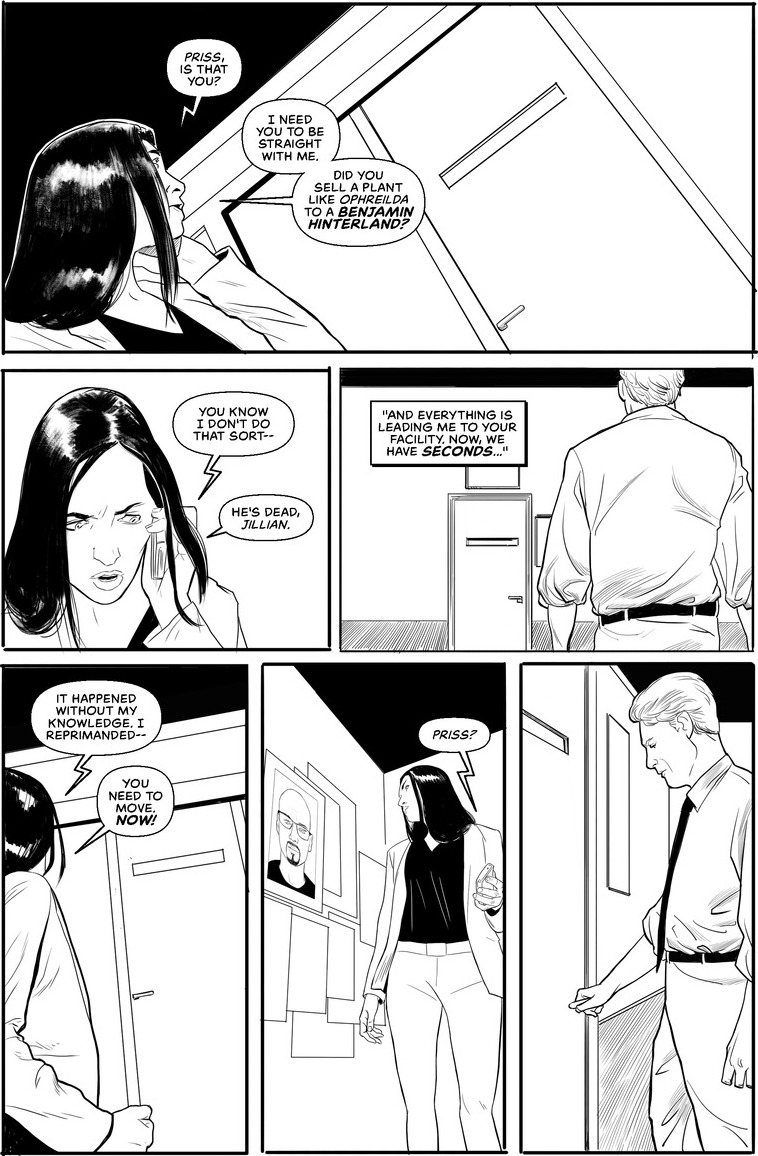 PRISS,
IS THAT
YOU?
I NEED
YOU TO BE
STRAIGHT
WITH ME.
DID YOU
SELL A PLANT
LIKE OPHREILDA
TO A BENJAMIN
HINTERLAND?
YOU KNOW
I DON'T DO
THAT SORT--
HE'S DEAD,
JILLIAN.
"AND EVERYTHING IS
LEADING ME TO YOUR
FACILITY. NOW, WE
HAVE SECONDS..."
IT HAPPENED
WITHOUT MY
KNOWLEDGE. I
REPRIMANDED--
YOU
NEED TO
MOVE.
NOW!
PRISS?